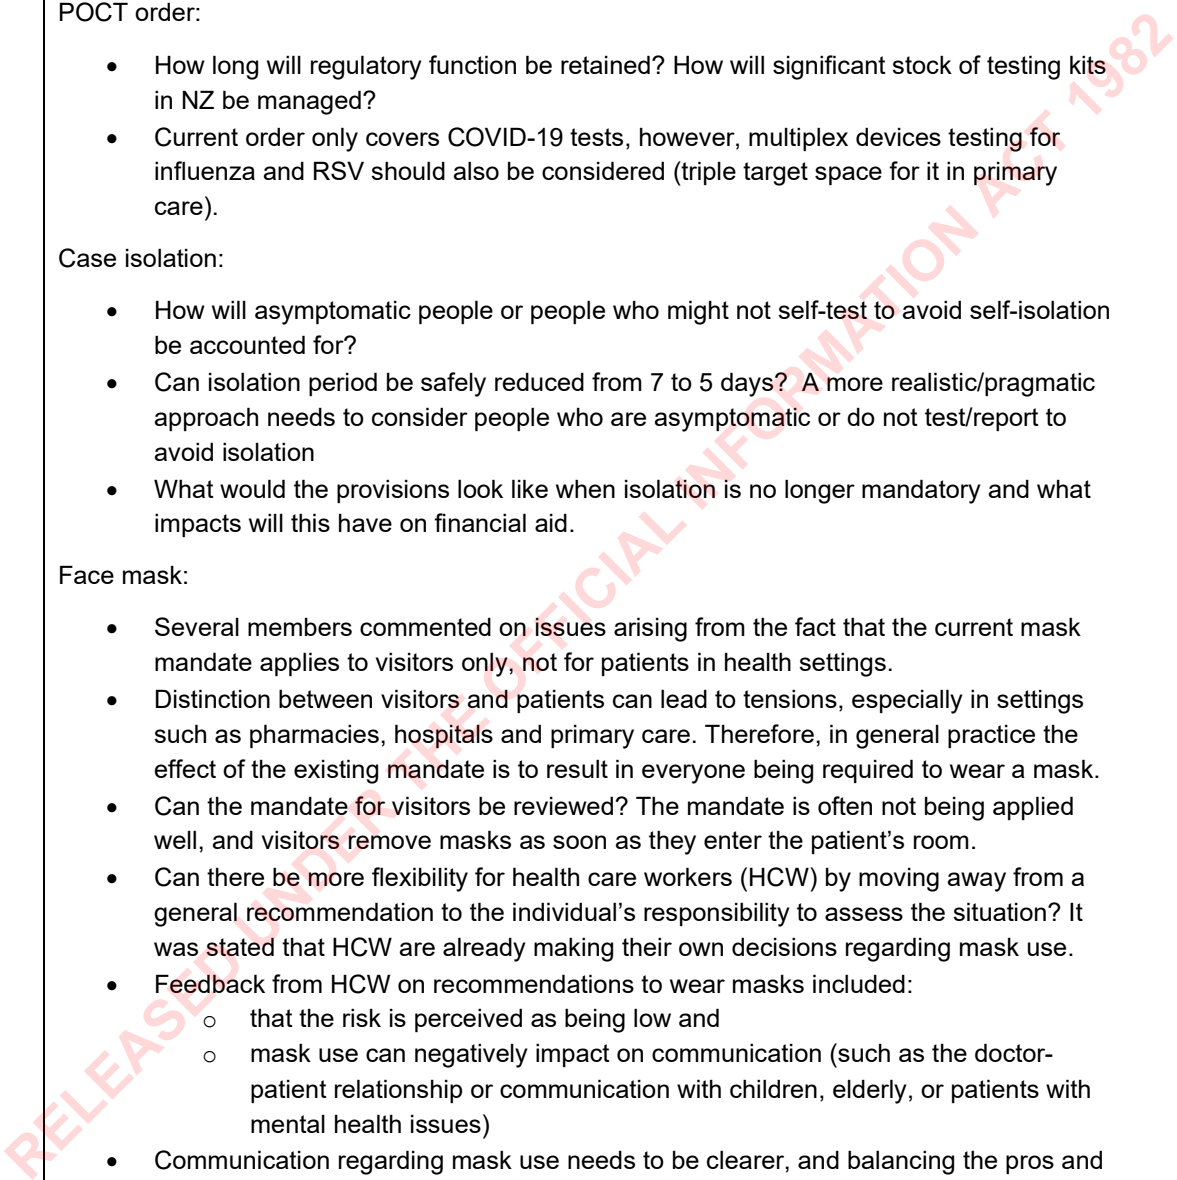 POCT order:
• How long will regulatory function be retained? How will significant stock of testing kits
in NZ be managed?
• Current order only covers COVID-19 tests, however, multiplex devices testing for
influenza and RSV should also be considered (triple target space for it in primary
care).
Case isolation:
• How will asymptomatic people or people who might not self-test to avoid self-isolation
be accounted for?
• Can isolation period be safely reduced from 7 to 5 days?  A more realistic/pragmatic
approach needs to consider people who are asymptomatic or do not test/report to
avoid isolation
• What would the provisions look like when isolation is no longer mandatory and what
impacts will this have on financial aid.
Face mask:
• Several members commented on issues arising from the fact that the current mask
mandate applies to visitors only, not for patients in health settings.
• Distinction between visitors and patients can lead to tensions, especially in settings
such as pharmacies, hospitals and primary care. Therefore, in general practice the
effect of the existing mandate is to result in everyone being required to wear a mask.
• Can the mandate for visitors be reviewed? The mandate is often not being applied
well, and visitors remove masks as soon as they enter the patient’s room.
• Can there be more flexibility for health care workers (HCW) by moving away from a
general recommendation to the individual’s responsibility to assess the situation? It
was stated that HCW are already making their own decisions regarding mask use.
• Feedback from HCW on recommendations to wear masks included:
o that the risk is perceived as being low and
o mask use can negatively impact on communication (such as the doctor-
patient relationship or communication with children, elderly, or patients with
mental health issues)
• Communication regarding mask use needs to be clearer, and balancing the pros and
RELEASED UNDER THE OFFICIAL INFORMATION ACT 1982